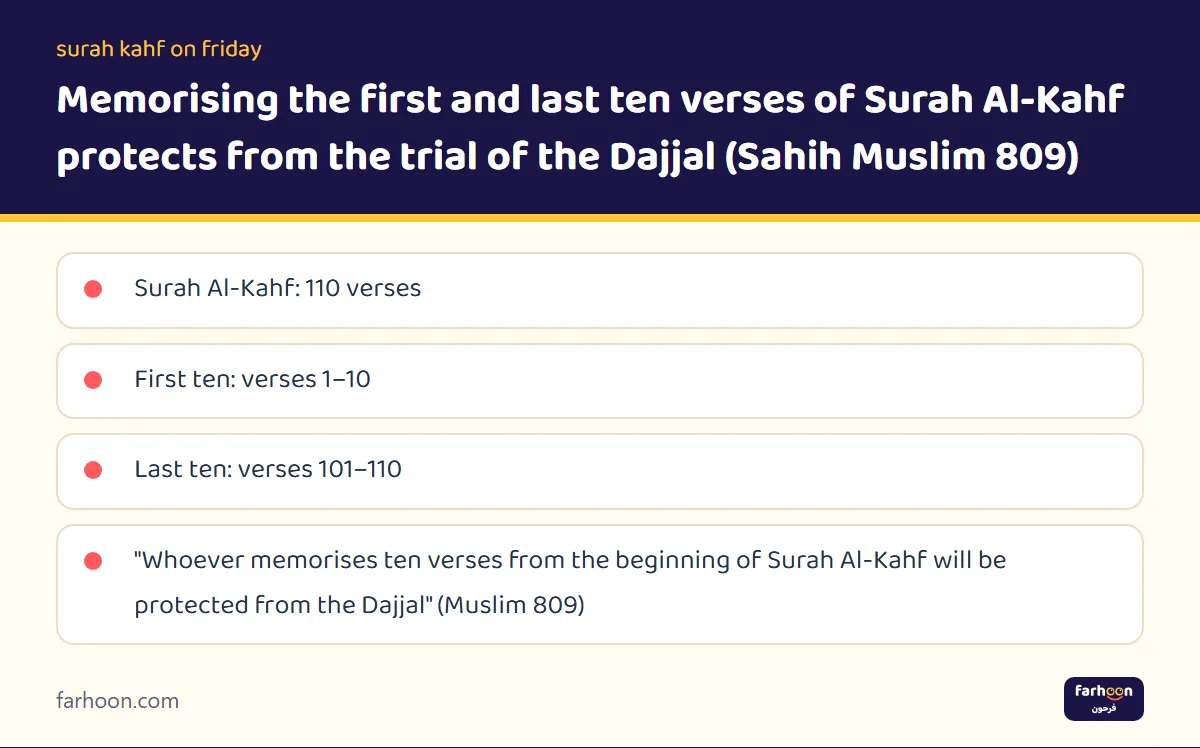 surah kahf on friday
Memorising the first and last ten verses of Surah Al-Kahf
protects from the trial of the Dajjal (Sahih Muslim 809)
Surah Al-Kahf: 110 verses
First ten: verses 1–10
Last ten: verses 101–110
"Whoever memorises ten verses from the beginning of Surah Al-Kahf will be
protected from the Dajjal" (Muslim 809)
farhoon.com
farhoon
فرحون